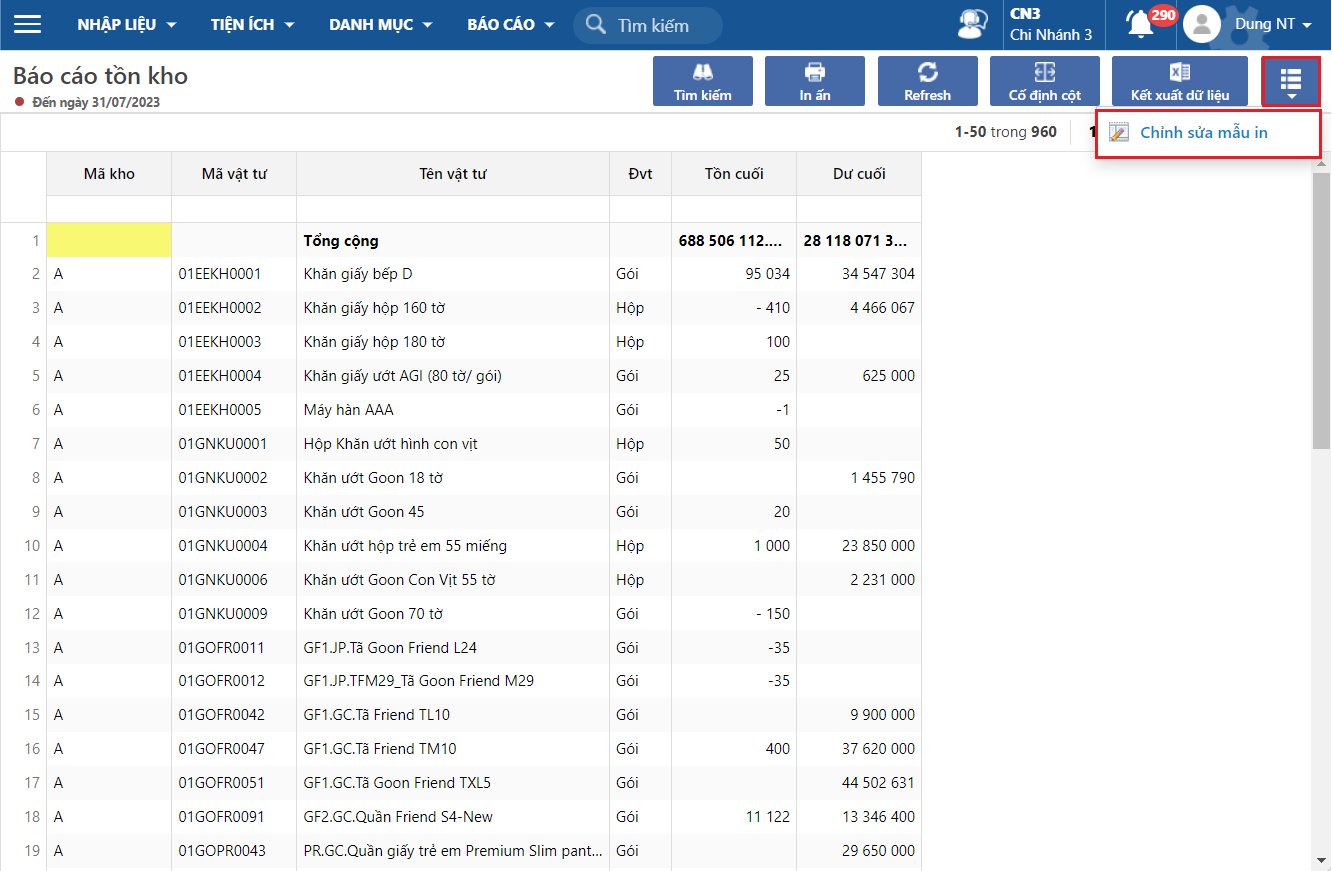 NHẬP LIỆU TIỆN ÍCH DANH MỤC BÁO CÁO Tìm kiếm CN3 290 Dung NT
Chi Nhánh 3
Báo cáo tồn kho
Đến ngày 31/07/2023
Tìm kiếm In ấn Refresh Cố định cột Kết xuất dữ liệu
1-50 trong 960 1 Chỉnh sửa mẫu in
Mã kho Mã vật tư Tên vật tư Đvt Tồn cuối Dư cuối
1 Tổng cộng 688 506 112.... 28 118 071 3...
2 A 01EEKH0001 Khăn giấy bếp D Gói 95 034 34 547 304
3 A 01EEKH0002 Khăn giấy hộp 160 tờ Hộp - 410 4 466 067
4 A 01EEKH0003 Khăn giấy hộp 180 tờ Hộp 100
5 A 01EEKH0004 Khăn giấy ướt AGI (80 tờ/ gói) Gói 25 625 000
6 A 01EEKH0005 Máy hàn AAA Gói -1
7 A 01GNKU0001 Hộp Khăn ướt hình con vịt Hộp 50
8 A 01GNKU0002 Khăn ướt Goon 18 tờ Gói 1 455 790
9 A 01GNKU0003 Khăn ướt Goon 45 Gói 20
10 A 01GNKU0004 Khăn ướt hộp trẻ em 55 miếng Hộp 1 000 23 850 000
11 A 01GNKU0006 Khăn ướt Goon Con Vịt 55 tờ Hộp 2 231 000
12 A 01GNKU0009 Khăn ướt Goon 70 tờ Gói - 150
13 A 01GOFR0011 GF1.JP.Tã Goon Friend L24 Gói -35
14 A 01GOFR0012 GF1.JP.TFM29_Tã Goon Friend M29 Gói -35
15 A 01GOFR0042 GF1.GC.Tã Friend TL10 Gói 9 900 000
16 A 01GOFR0047 GF1.GC.Tã Friend TM10 Gói 400 37 620 000
17 A 01GOFR0051 GF1.GC.Tã Goon Friend TXL5 Gói 44 502 631
18 A 01GOFR0091 GF2.GC.Quần Friend S4-New Gói 11 122 13 346 400
19 A 01GOPR0043 PR.GC.Quần giấy trẻ em Premium Slim pant... Gói 29 650 000